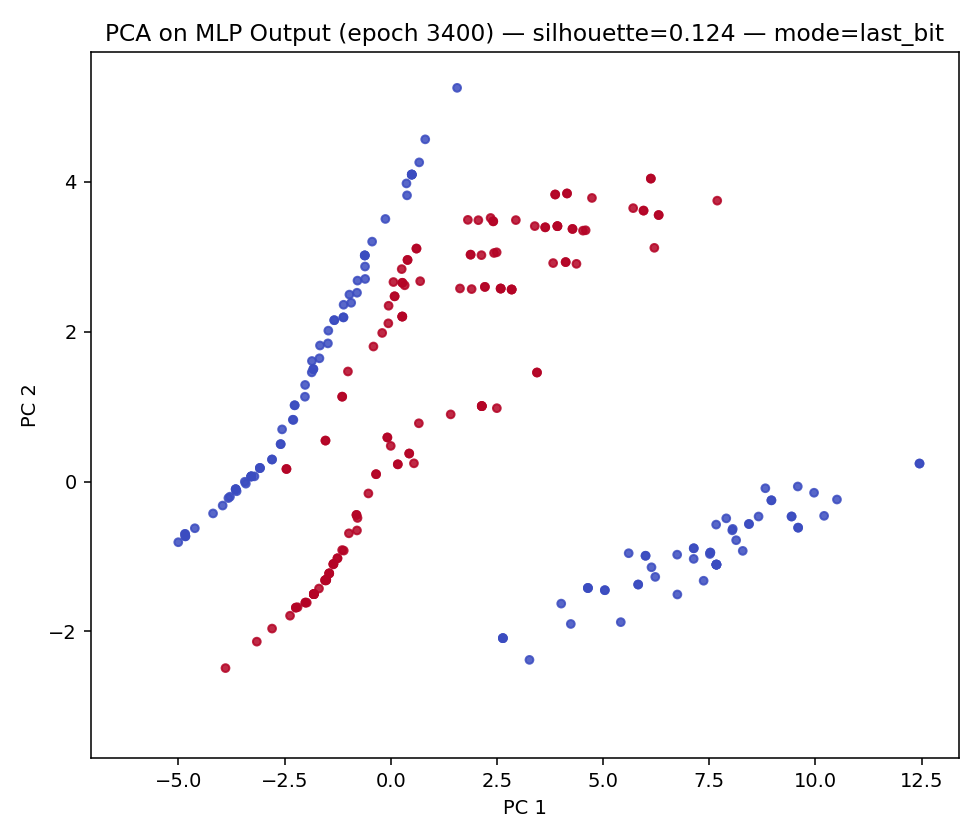 PCA on MLP Output (epoch 3400) — silhouette=0.124 — mode=last_bit
4
2
0
−2
PC 2
−5.0 −2.5 0.0 2.5 5.0 7.5 10.0 12.5
PC 1